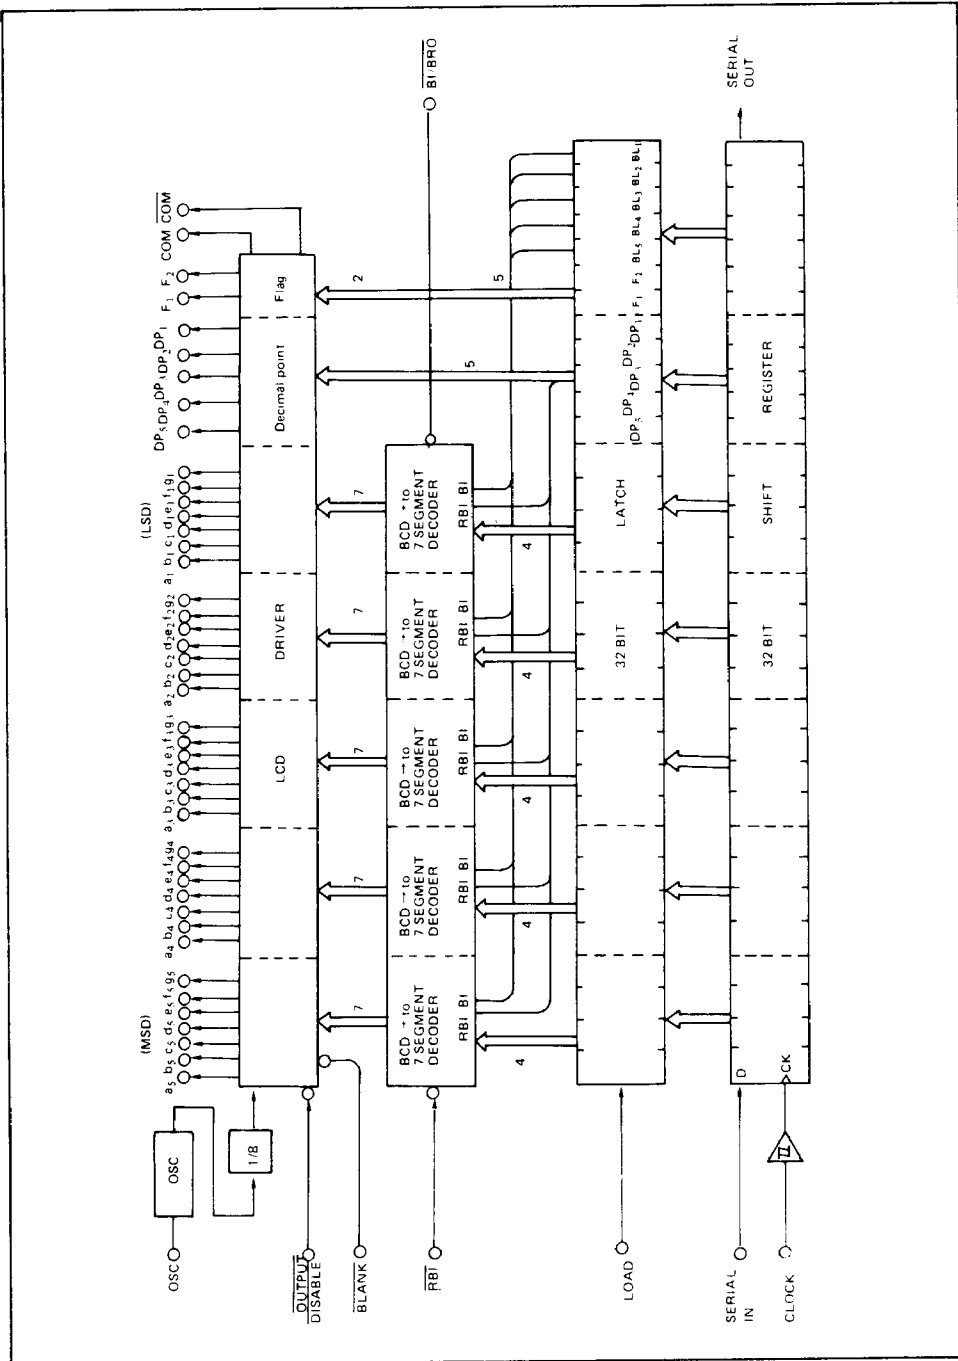 OSC
OSC
1/8
OUTPUT
DISABLE
BLANK
RBI
LOAD
SERIAL
IN
CLOCK
(MSD)
a5 b5 c5 d5 e5 f5 g5
a4 b4 c4 d4 e4 f4 g4
a3 b3 c3 d3 e3 f3 g3
a2 b2 c2 d2 e2 f2 g2
(LSD)
a1 b1 c1 d1 e1 f1 g1
DP5 DP4 DP3 DP2 DP1
F1 F2
COM COM
LCD DRIVER
Decimal point
Flag
7 7 7 7 7 5 2
BCD → to
7 SEGMENT
DECODER
RBI BI
BCD → to
7 SEGMENT
DECODER
RBI BI
BCD → to
7 SEGMENT
DECODER
RBI BI
BCD → to
7 SEGMENT
DECODER
RBI BI
BCD → to
7 SEGMENT
DECODER
RBI BI
BI/BRO
4 4 4 4 4 5
32 BIT LATCH
DP5 DP4 DP3 DP2 DP1 F1 F2 BL5 BL4 BL3 BL2 BL1
D
CK
32 BIT SHIFT REGISTER
SERIAL
OUT